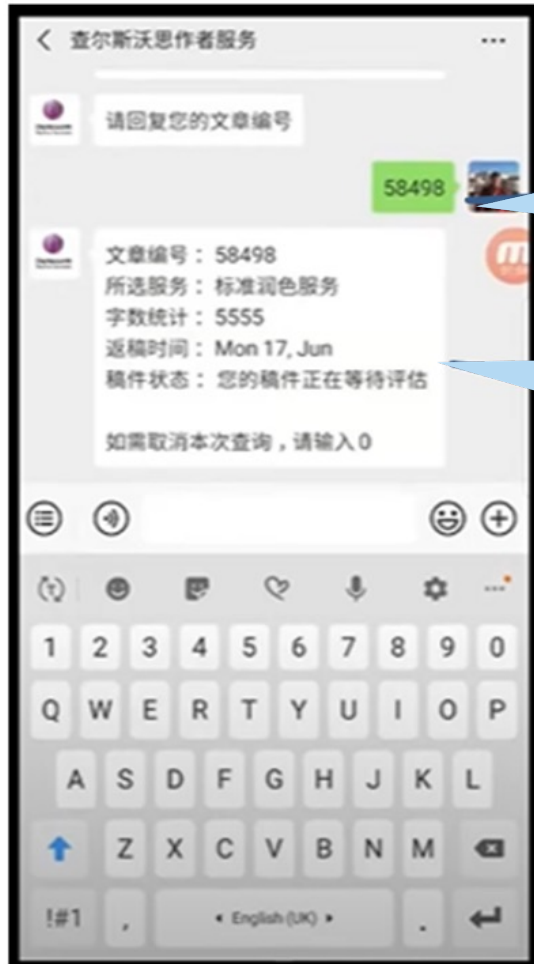 查尔斯沃思作者服务
请回复您的文章编号
58498
文章编号：58498
所选服务：标准润色服务
字数统计：5555
返稿时间：Mon 17, Jun
稿件状态：您的稿件正在等待评估
如需取消本次查询，请输入0
1 2 3 4 5 6 7 8 9 0
Q W E R T Y U I O P
A S D F G H J K L
Z X C V B N M
!#1 , English (UK) .